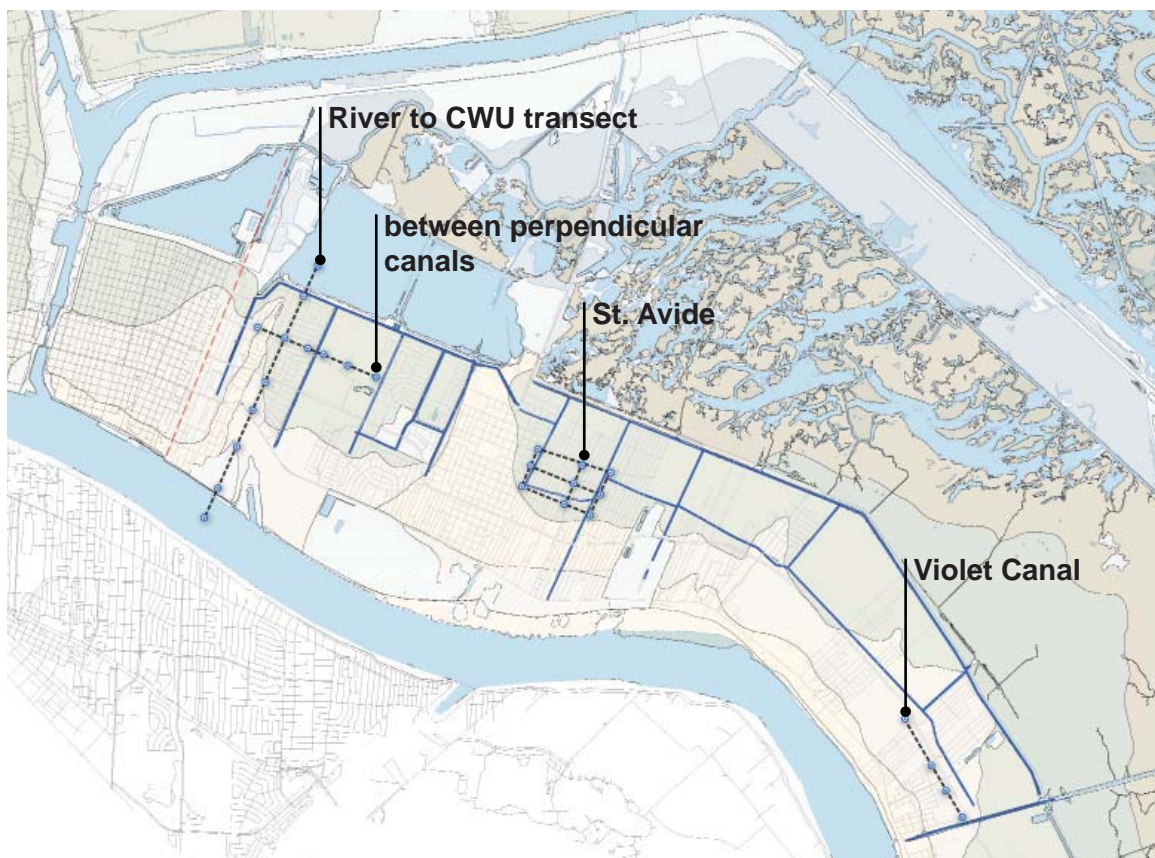 River to CWU transect
between perpendicular
canals
St. Avide
Violet Canal